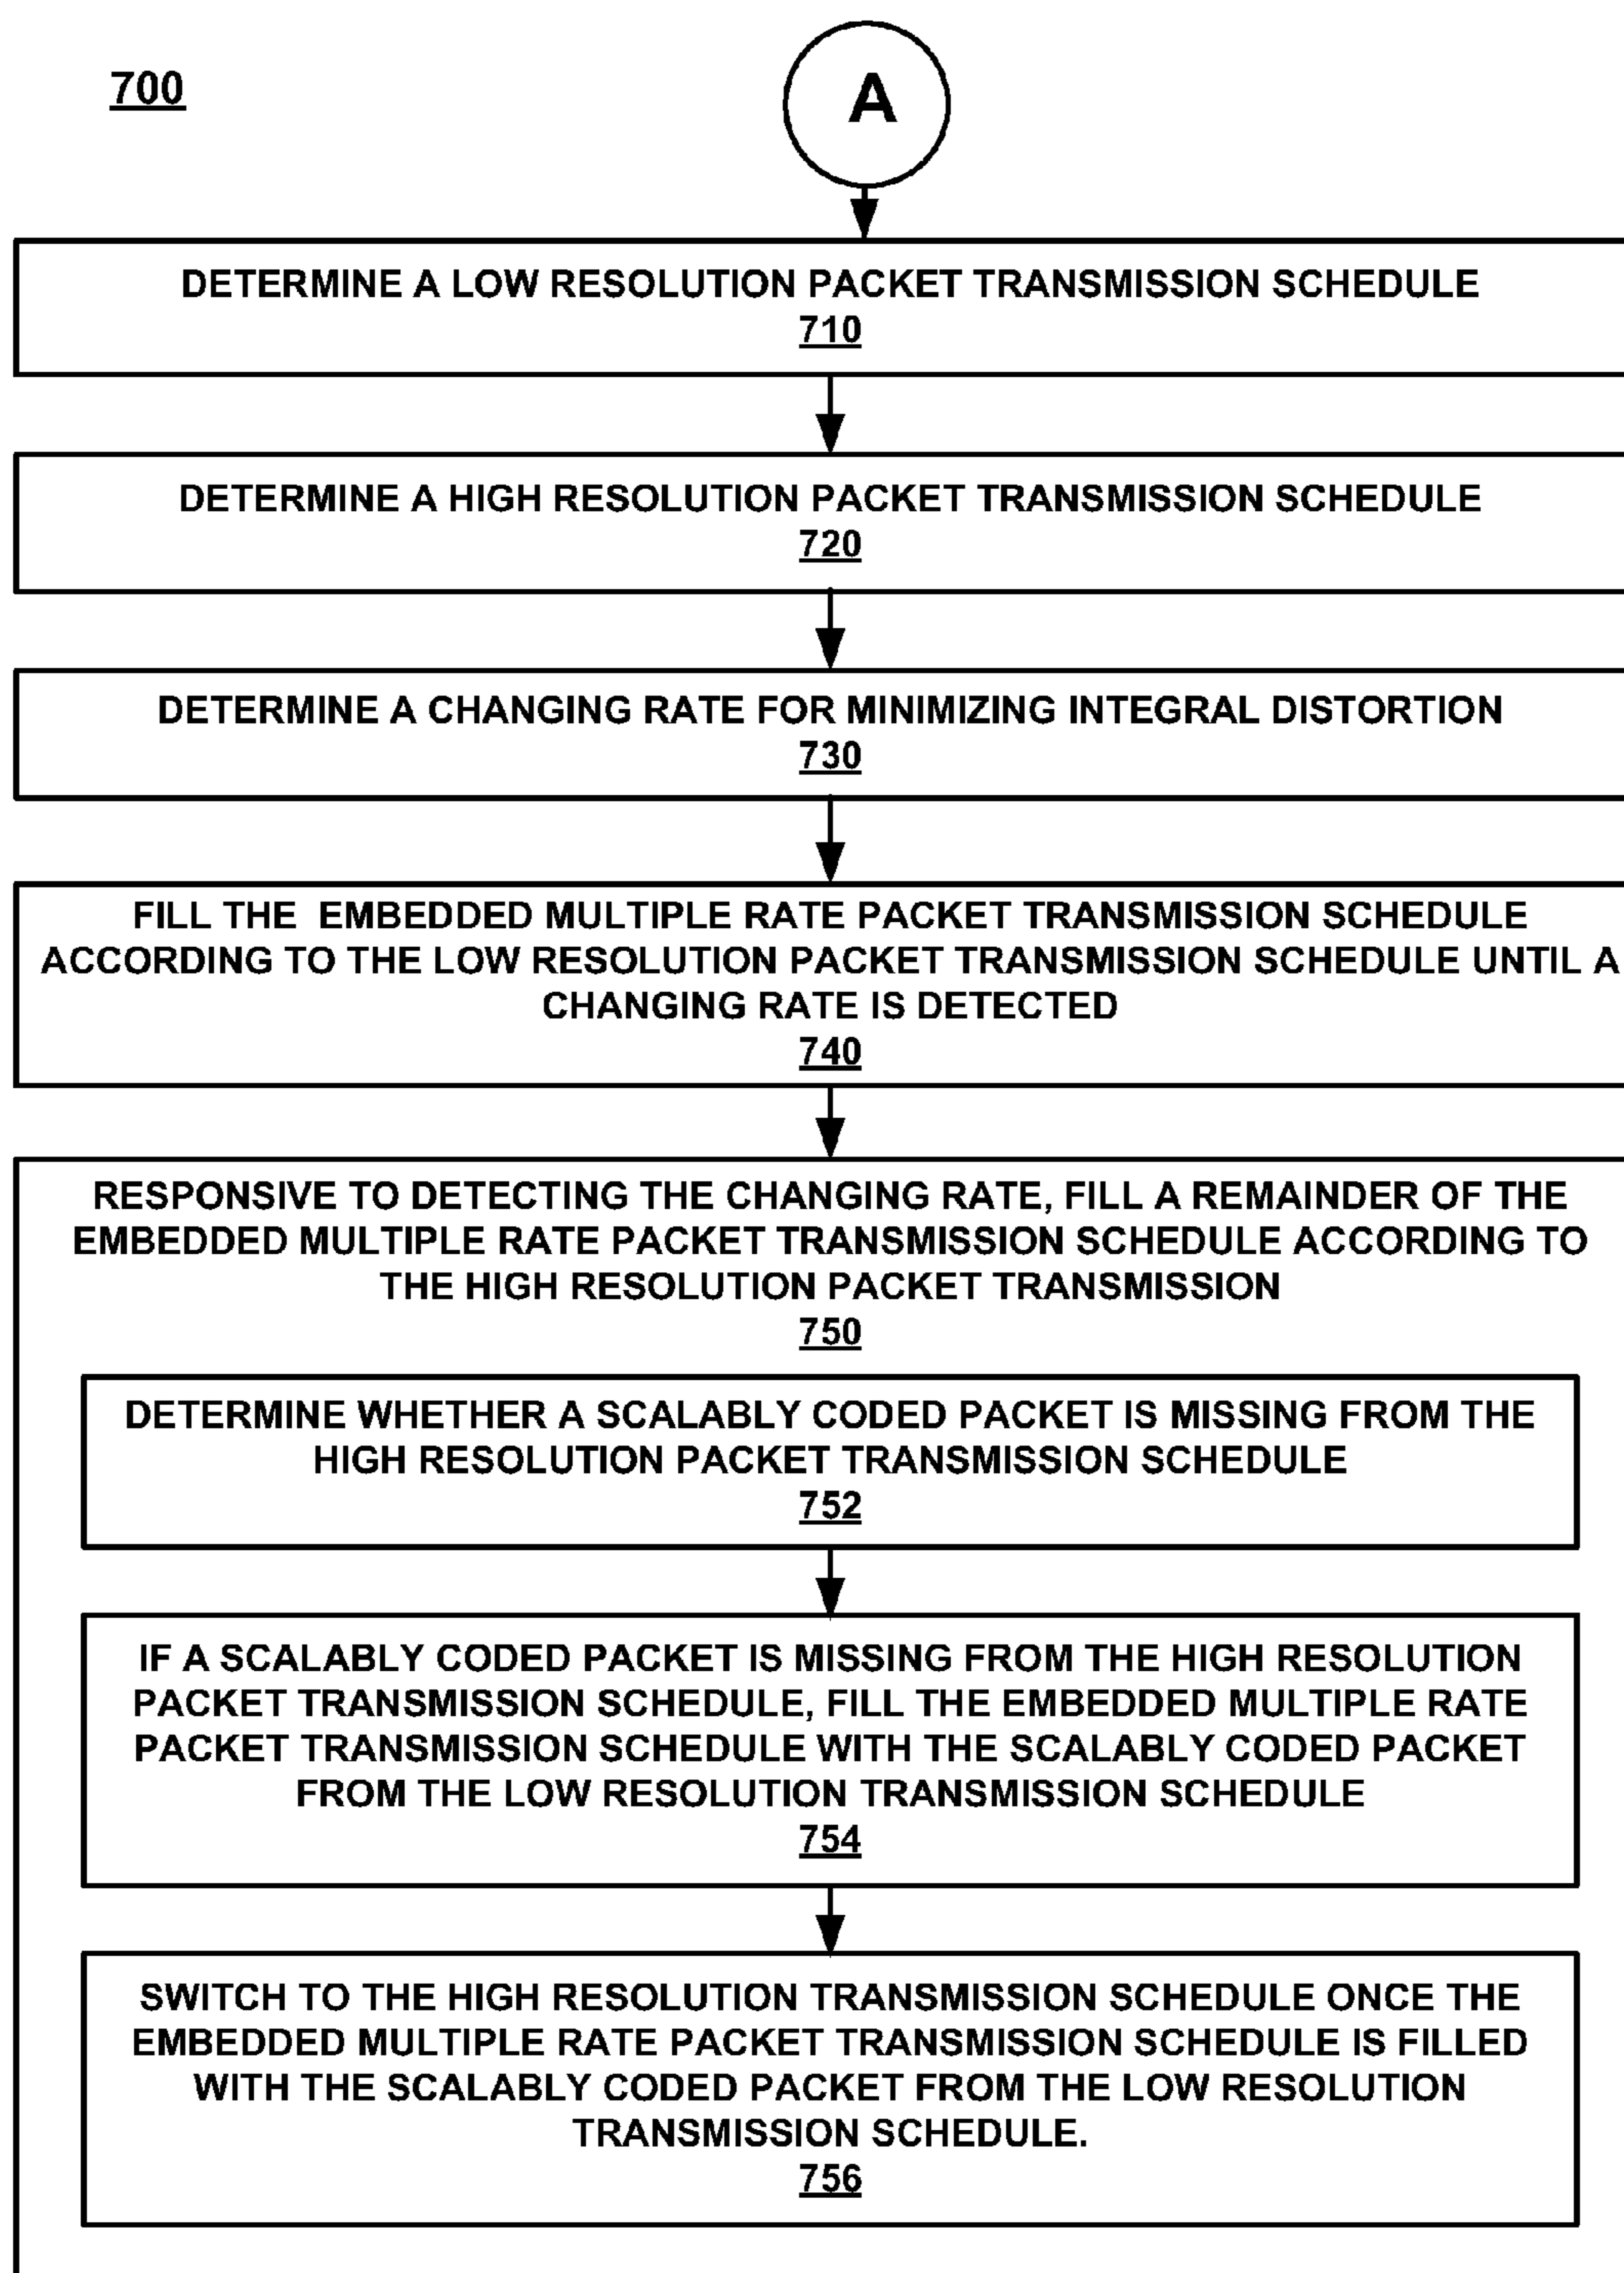 700
A
DETERMINE A LOW RESOLUTION PACKET TRANSMISSION SCHEDULE
710
DETERMINE A HIGH RESOLUTION PACKET TRANSMISSION SCHEDULE
720
DETERMINE A CHANGING RATE FOR MINIMIZING INTEGRAL DISTORTION
730
FILL THE EMBEDDED MULTIPLE RATE PACKET TRANSMISSION SCHEDULE
ACCORDING TO THE LOW RESOLUTION PACKET TRANSMISSION SCHEDULE UNTIL A
CHANGING RATE IS DETECTED
740
RESPONSIVE TO DETECTING THE CHANGING RATE, FILL A REMAINDER OF THE
EMBEDDED MULTIPLE RATE PACKET TRANSMISSION SCHEDULE ACCORDING TO
THE HIGH RESOLUTION PACKET TRANSMISSION
750
DETERMINE WHETHER A SCALABLY CODED PACKET IS MISSING FROM THE
HIGH RESOLUTION PACKET TRANSMISSION SCHEDULE
752
IF A SCALABLY CODED PACKET IS MISSING FROM THE HIGH RESOLUTION
PACKET TRANSMISSION SCHEDULE, FILL THE EMBEDDED MULTIPLE RATE
PACKET TRANSMISSION SCHEDULE WITH THE SCALABLY CODED PACKET
FROM THE LOW RESOLUTION TRANSMISSION SCHEDULE
754
SWITCH TO THE HIGH RESOLUTION TRANSMISSION SCHEDULE ONCE THE
EMBEDDED MULTIPLE RATE PACKET TRANSMISSION SCHEDULE IS FILLED
WITH THE SCALABLY CODED PACKET FROM THE LOW RESOLUTION
TRANSMISSION SCHEDULE.
756